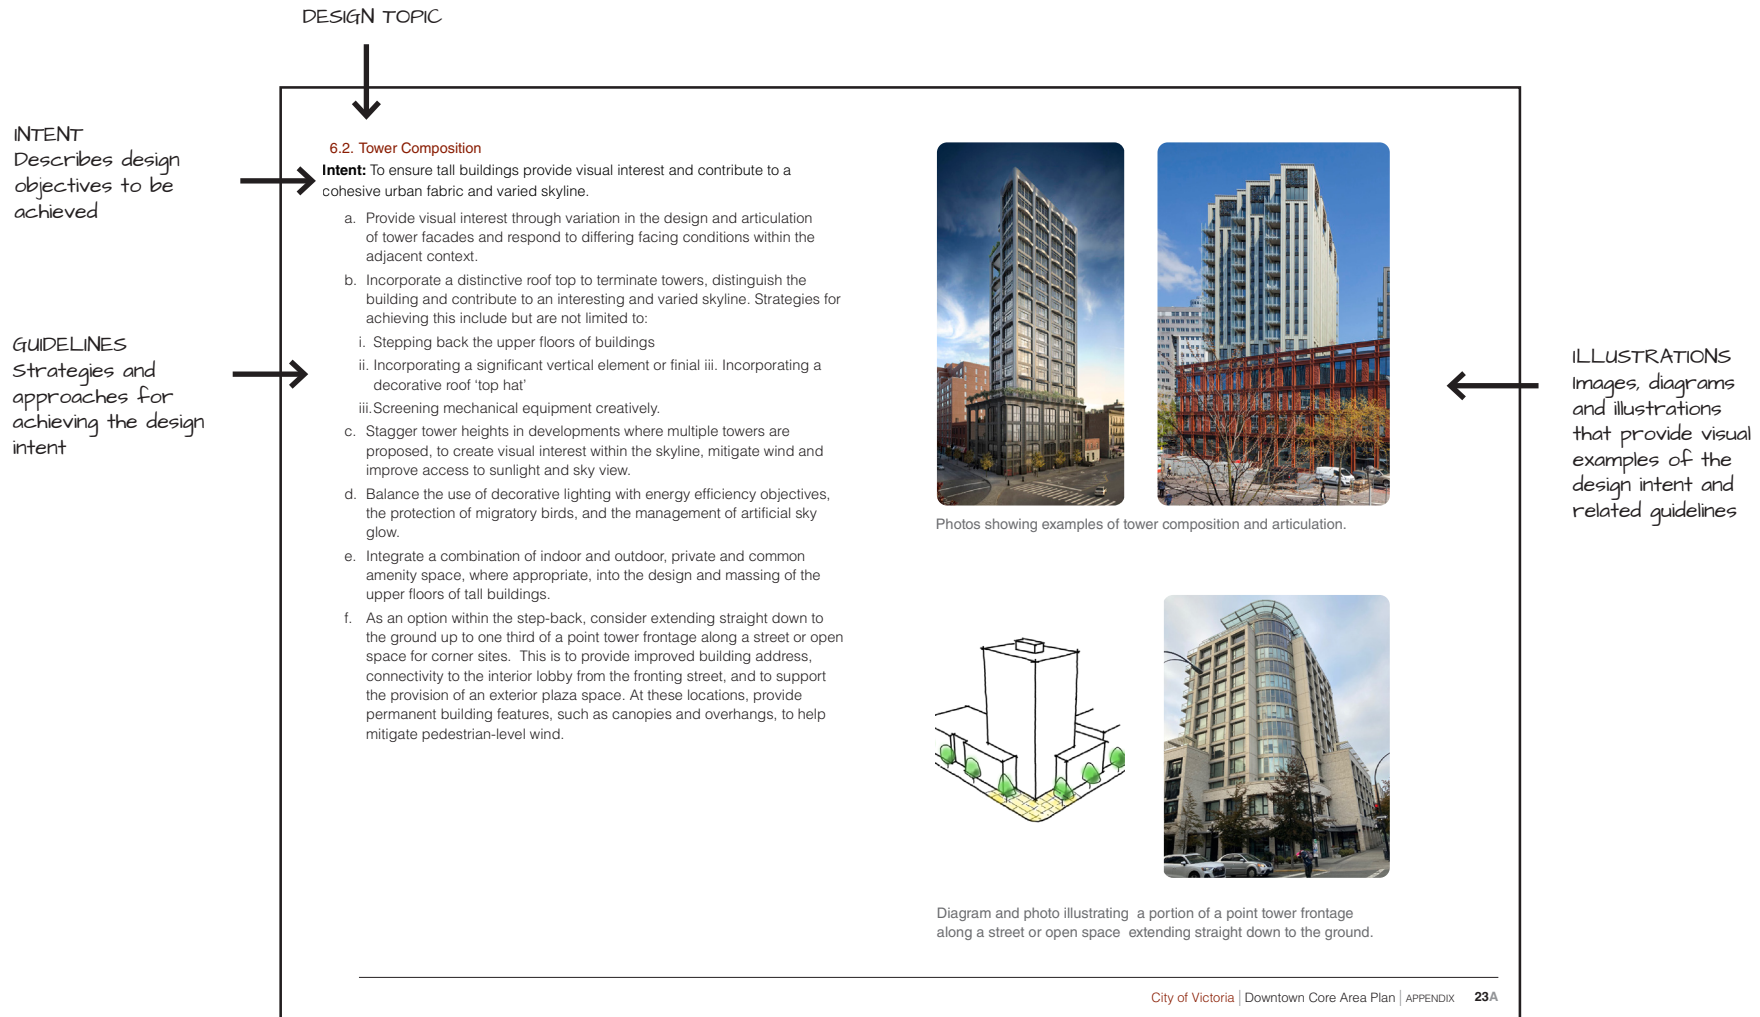 DESIGN TOPIC
INTENT
Describes design
objectives to be
achieved
GUIDELINES
Strategies and
approaches for
achieving the design
intent
6.2. Tower Composition
Intent: To ensure tall buildings provide visual interest and contribute to a
cohesive urban fabric and varied skyline.
a. Provide visual interest through variation in the design and articulation
of tower facades and respond to differing facing conditions within the
adjacent context.
b. Incorporate a distinctive roof top to terminate towers, distinguish the
building and contribute to an interesting and varied skyline. Strategies for
achieving this include but are not limited to:
i. Stepping back the upper floors of buildings
ii. Incorporating a significant vertical element or finial iii. Incorporating a
decorative roof ‘top hat’
iii.Screening mechanical equipment creatively.
c. Stagger tower heights in developments where multiple towers are
proposed, to create visual interest within the skyline, mitigate wind and
improve access to sunlight and sky view.
d. Balance the use of decorative lighting with energy efficiency objectives,
the protection of migratory birds, and the management of artificial sky
glow.
e. Integrate a combination of indoor and outdoor, private and common
amenity space, where appropriate, into the design and massing of the
upper floors of tall buildings.
f. As an option within the step-back, consider extending straight down to
the ground up to one third of a point tower frontage along a street or open
space for corner sites. This is to provide improved building address,
connectivity to the interior lobby from the fronting street, and to support
the provision of an exterior plaza space. At these locations, provide
permanent building features, such as canopies and overhangs, to help
mitigate pedestrian-level wind.
Photos showing examples of tower composition and articulation.
Diagram and photo illustrating a portion of a point tower frontage
along a street or open space extending straight down to the ground.
ILLUSTRATIONS
Images, diagrams
and illustrations
that provide visual
examples of the
design intent and
related guidelines
City of Victoria | Downtown Core Area Plan | APPENDIX 23A